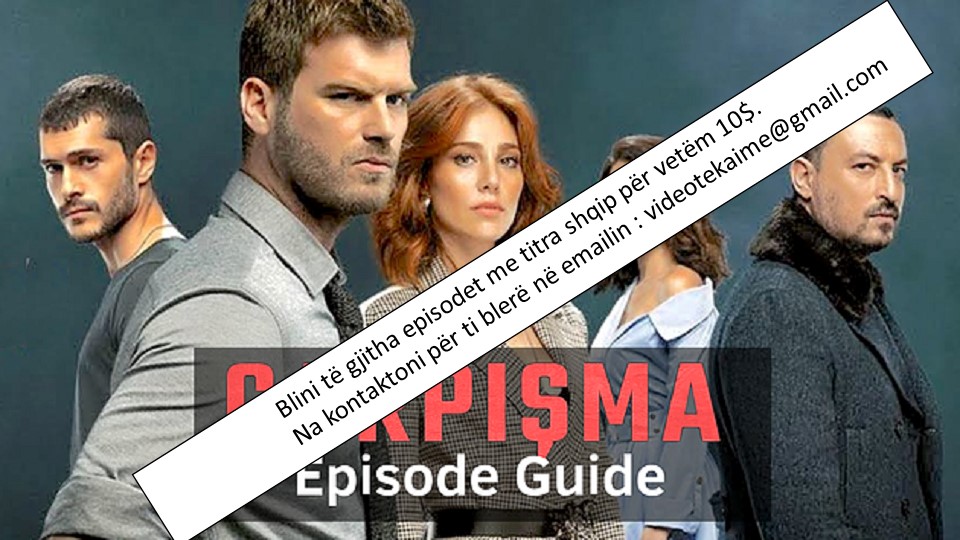 Blini të gjitha episodet me titra shqip për vetëm 10$.
Na kontaktoni për ti blerë në emailin : videotekaime@gmail.com
Episode Guide